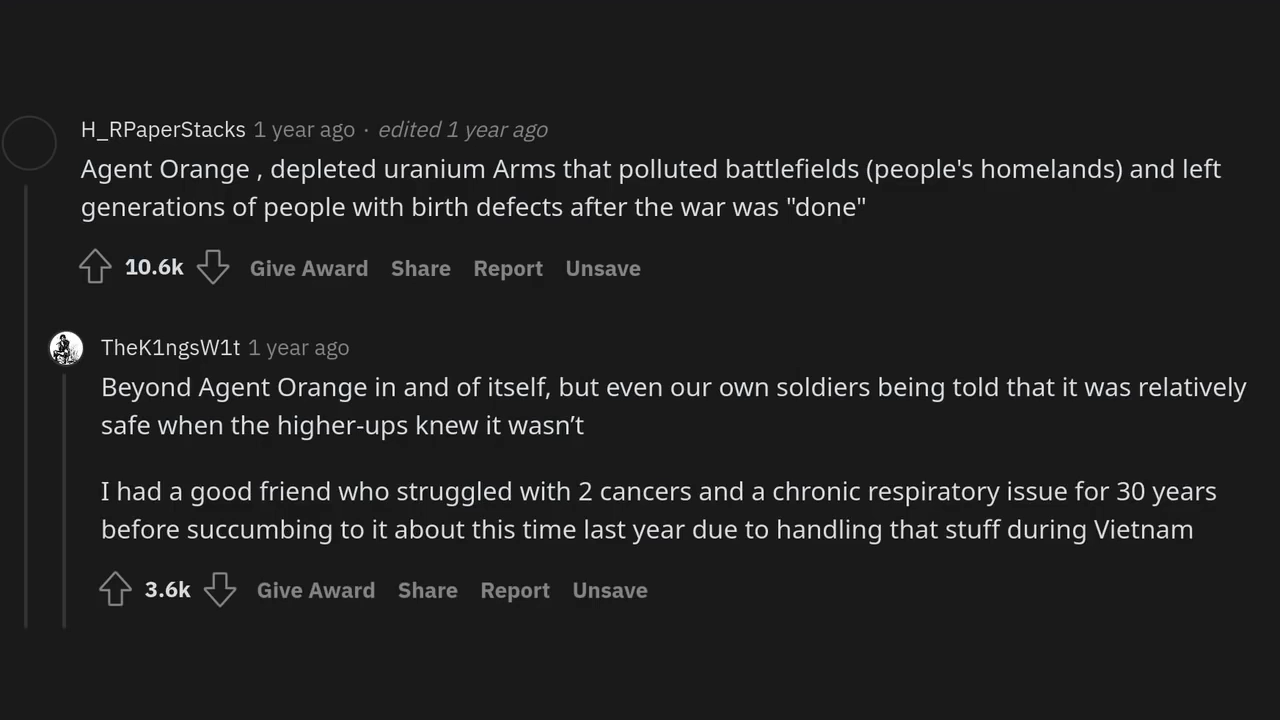 H_RPaperStacks 1 year ago · edited 1 year ago
Agent Orange , depleted uranium Arms that polluted battlefields (people's homelands) and left
generations of people with birth defects after the war was "done"
10.6k Give Award Share Report Unsave
TheK1ngsW1t 1 year ago
Beyond Agent Orange in and of itself, but even our own soldiers being told that it was relatively
safe when the higher-ups knew it wasn’t
I had a good friend who struggled with 2 cancers and a chronic respiratory issue for 30 years
before succumbing to it about this time last year due to handling that stuff during Vietnam
3.6k Give Award Share Report Unsave